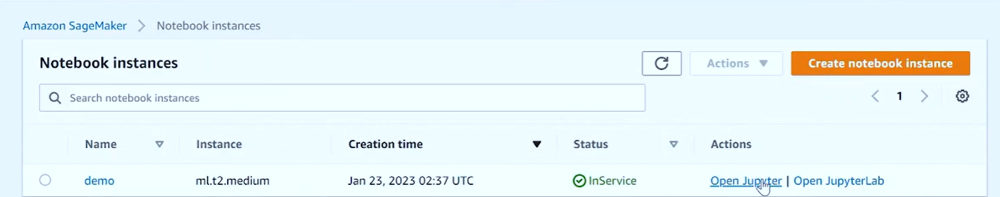 Amazon SageMaker > Notebook instances
Notebook instances Actions Create notebook instance
Search notebook instances 1
Name Instance Creation time Status Actions
demo ml.t2.medium Jan 23, 2023 02:37 UTC InService Open Jupyter | Open JupyterLab